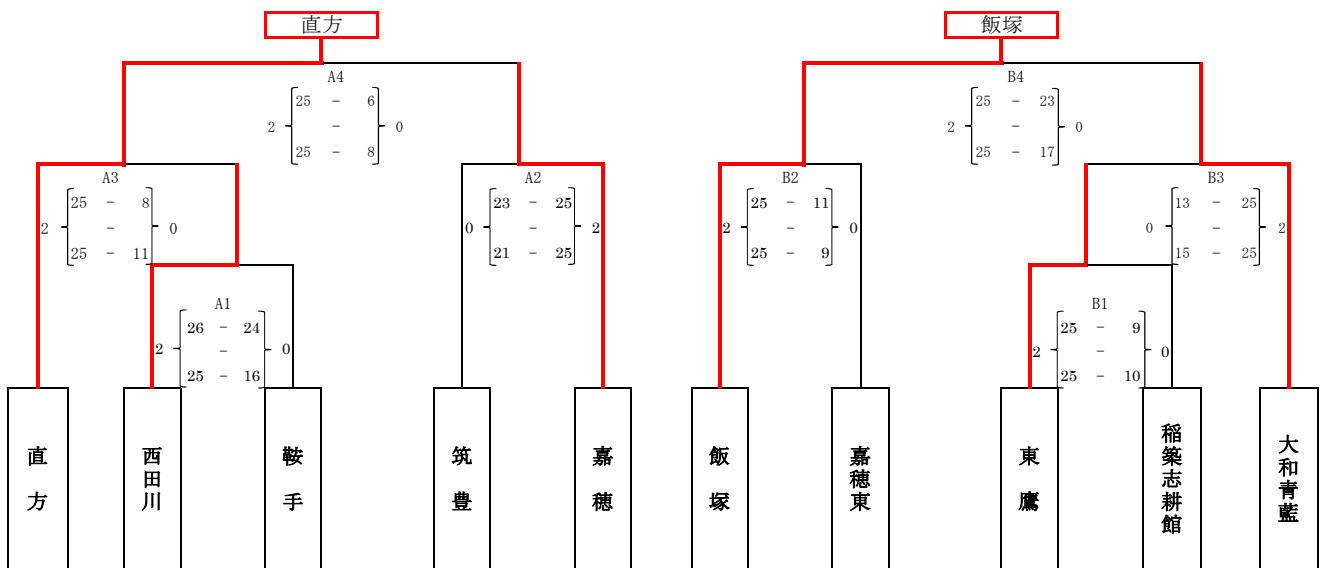 直方
飯塚
A4
25 - 6
2 - 0
25 - 8
B4
25 - 23
2 - 0
25 - 17
A3
25 - 8
2 - 0
25 - 11
A2
23 - 25
0 - 2
21 - 25
B2
25 - 11
2 - 0
25 - 9
B3
13 - 25
0 - 2
15 - 25
A1
26 - 24
2 - 0
25 - 16
B1
25 - 9
2 - 0
25 - 10
直方
西田川
鞍手
筑豊
嘉穂
飯塚
嘉穂東
東鷹
稲築志耕館
大和青藍